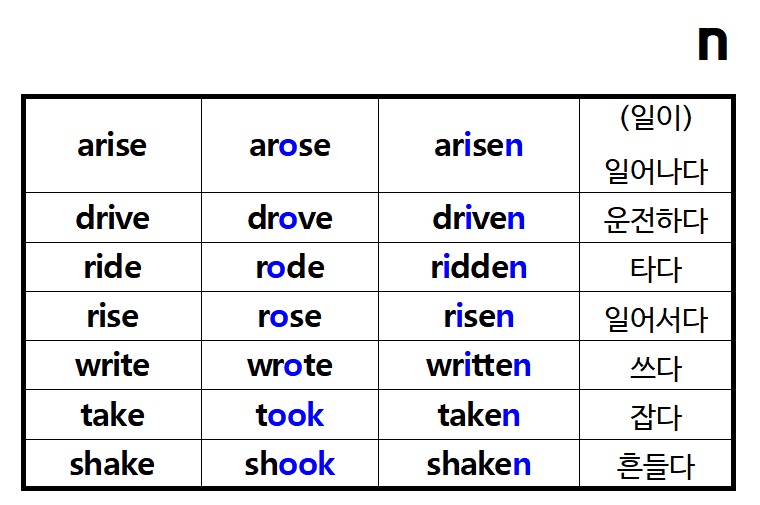 n
arise arose arisen (일이)
일어나다
drive drove driven 운전하다
ride rode ridden 타다
rise rose risen 일어서다
write wrote written 쓰다
take took taken 잡다
shake shook shaken 흔들다